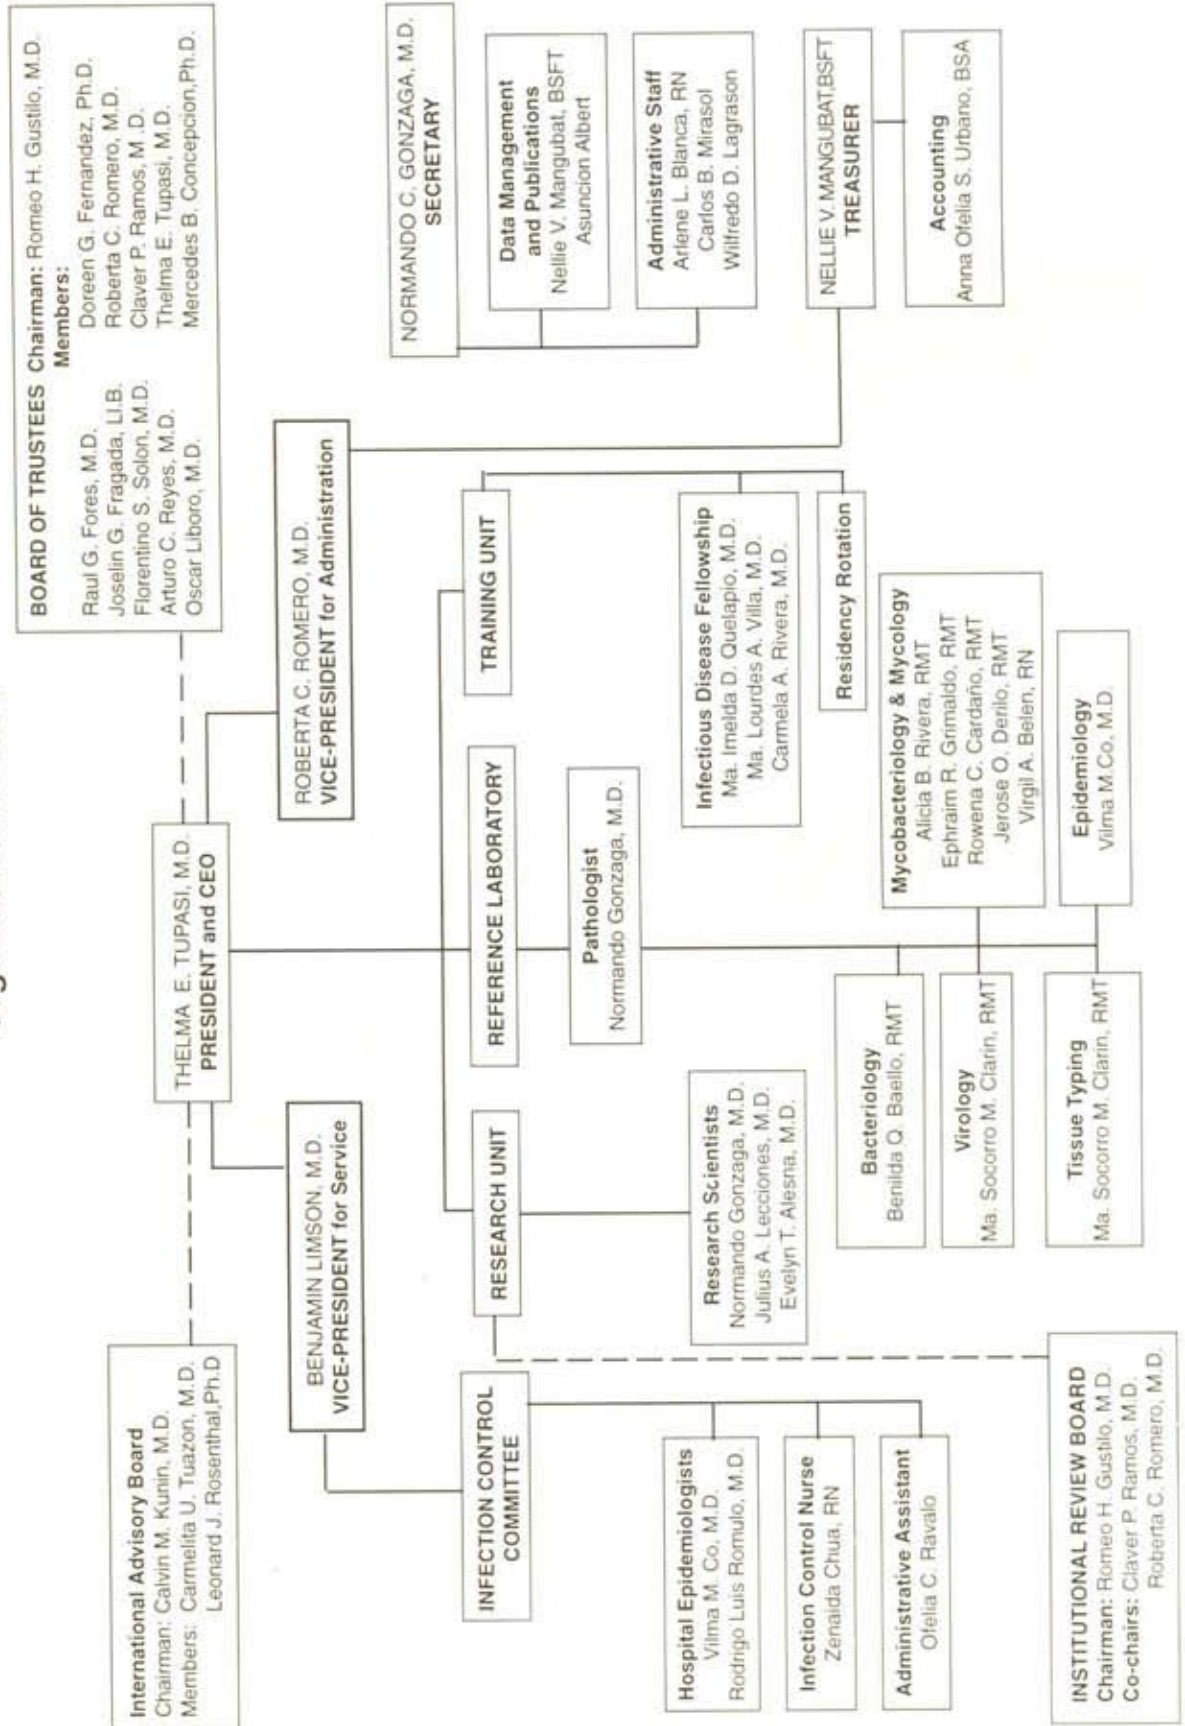 BOARD OF TRUSTEES Chairman: Romeo H. Gustilo, M.D.
Members:
Raul G. Fores, M.D.
Joselin G. Fragada, Ll.B.
Florentino S. Solon, M.D.
Arturo C. Reyes, M.D.
Oscar Liboro, M.D.
Doreen G. Fernandez, Ph.D.
Roberta C. Romero, M.D.
Claver P. Ramos, M .D.
Thelma E. Tupasi, M.D.
Mercedes B. Concepcion,Ph.D.
International Advisory Board
Chairman: Calvin M. Kunin, M.D.
Members: Carmelita U. Tuazon, M.D.
Leonard J. Rosenthal,Ph.D
THELMA E. TUPASI, M.D.
PRESIDENT and CEO
BENJAMIN LIMSON, M.D.
VICE-PRESIDENT for Service
ROBERTA C. ROMERO, M.D.
VICE-PRESIDENT for Administration
NORMANDO C. GONZAGA, M.D.
SECRETARY
Data Management
and Publications
Nellie V. Mangubat, BSFT
Asuncion Albert
Administrative Staff
Arlene L. Blanca, RN
Carlos B. Mirasol
Wilfredo D. Lagrason
NELLIE V. MANGUBAT,BSFT
TREASURER
Accounting
Anna Ofelia S. Urbano, BSA
INFECTION CONTROL
COMMITTEE
Hospital Epidemiologists
Vilma M. Co, M.D.
Rodrigo Luis Romulo, M.D.
Infection Control Nurse
Zenaida Chua, RN
Administrative Assistant
Ofelia C. Ravalo
RESEARCH UNIT
Research Scientists
Normando Gonzaga, M.D.
Julius A. Lecciones, M.D.
Evelyn T. Alesna, M.D.
INSTITUTIONAL REVIEW BOARD
Chairman: Romeo H. Gustilo, M.D.
Co-chairs: Claver P. Ramos, M.D.
Roberta C. Romero, M.D.
REFERENCE LABORATORY
Pathologist
Normando Gonzaga, M.D.
Bacteriology
Benilda Q. Baello, RMT
Virology
Ma. Socorro M. Clarin, RMT
Tissue Typing
Ma. Socorro M. Clarin, RMT
Mycobacteriology & Mycology
Alicia B. Rivera, RMT
Ephraim R. Grimaldo, RMT
Rowena C. Cardaño, RMT
Jerose O. Derilo, RMT
Virgil A. Belen, RN
Epidemiology
Vilma M.Co, M.D.
TRAINING UNIT
Infectious Disease Fellowship
Ma. Imelda D. Quelapio, M.D.
Ma. Lourdes A. Villa, M.D.
Carmela A. Rivera, M.D.
Residency Rotation